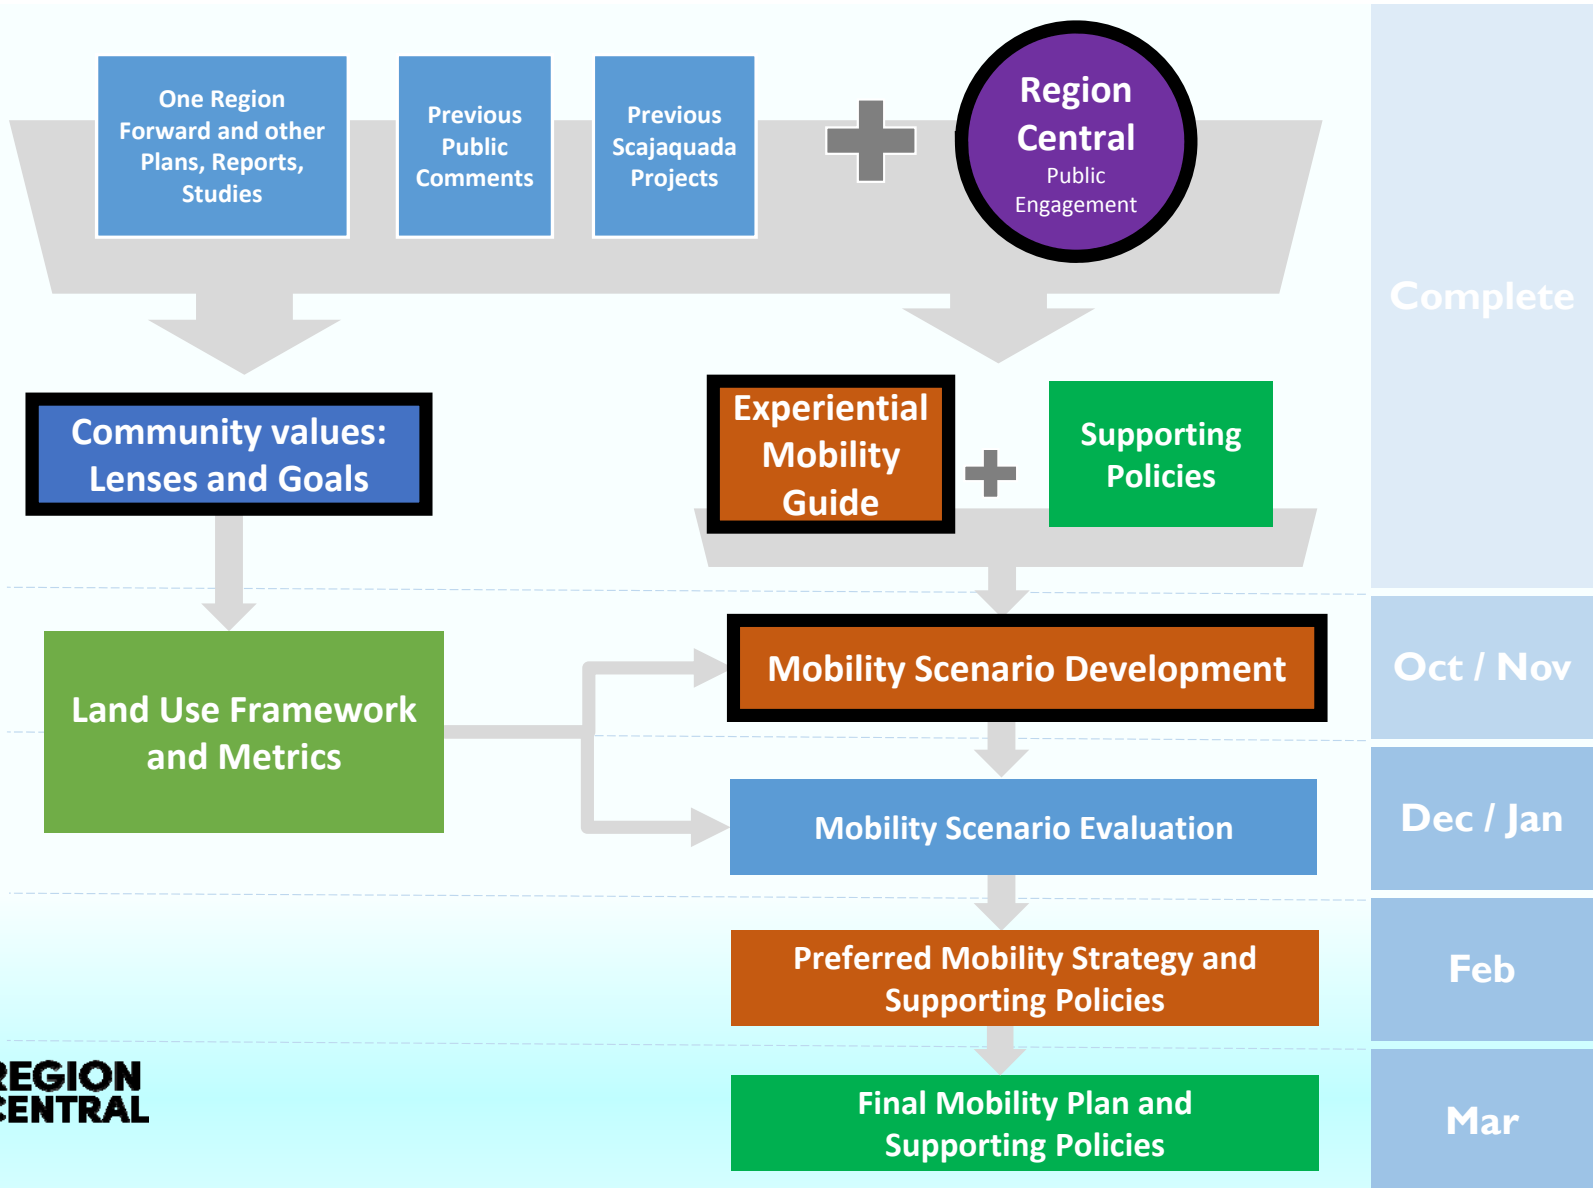 One Region
Forward and other
Plans, Reports,
Studies
Previous
Public
Comments
Previous
Scajaquada
Projects
Region
Central
Public
Engagement
Complete
Community values:
Lenses and Goals
Experiential
Mobility
Guide
Supporting
Policies
Land Use Framework
and Metrics
Mobility Scenario Development
Oct / Nov
Mobility Scenario Evaluation
Dec / Jan
Preferred Mobility Strategy and
Supporting Policies
Feb
REGION
CENTRAL
Final Mobility Plan and
Supporting Policies
Mar